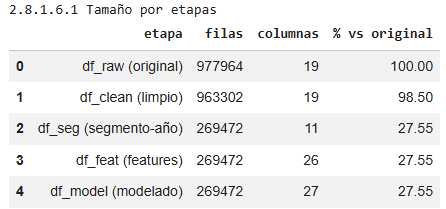 2.8.1.6.1 Tamaño por etapas
etapa filas columnas % vs original
0 df_raw (original) 977964 19 100.00
1 df_clean (limpio) 963302 19 98.50
2 df_seg (segmento-año) 269472 11 27.55
3 df_feat (features) 269472 26 27.55
4 df_model (modelado) 269472 27 27.55